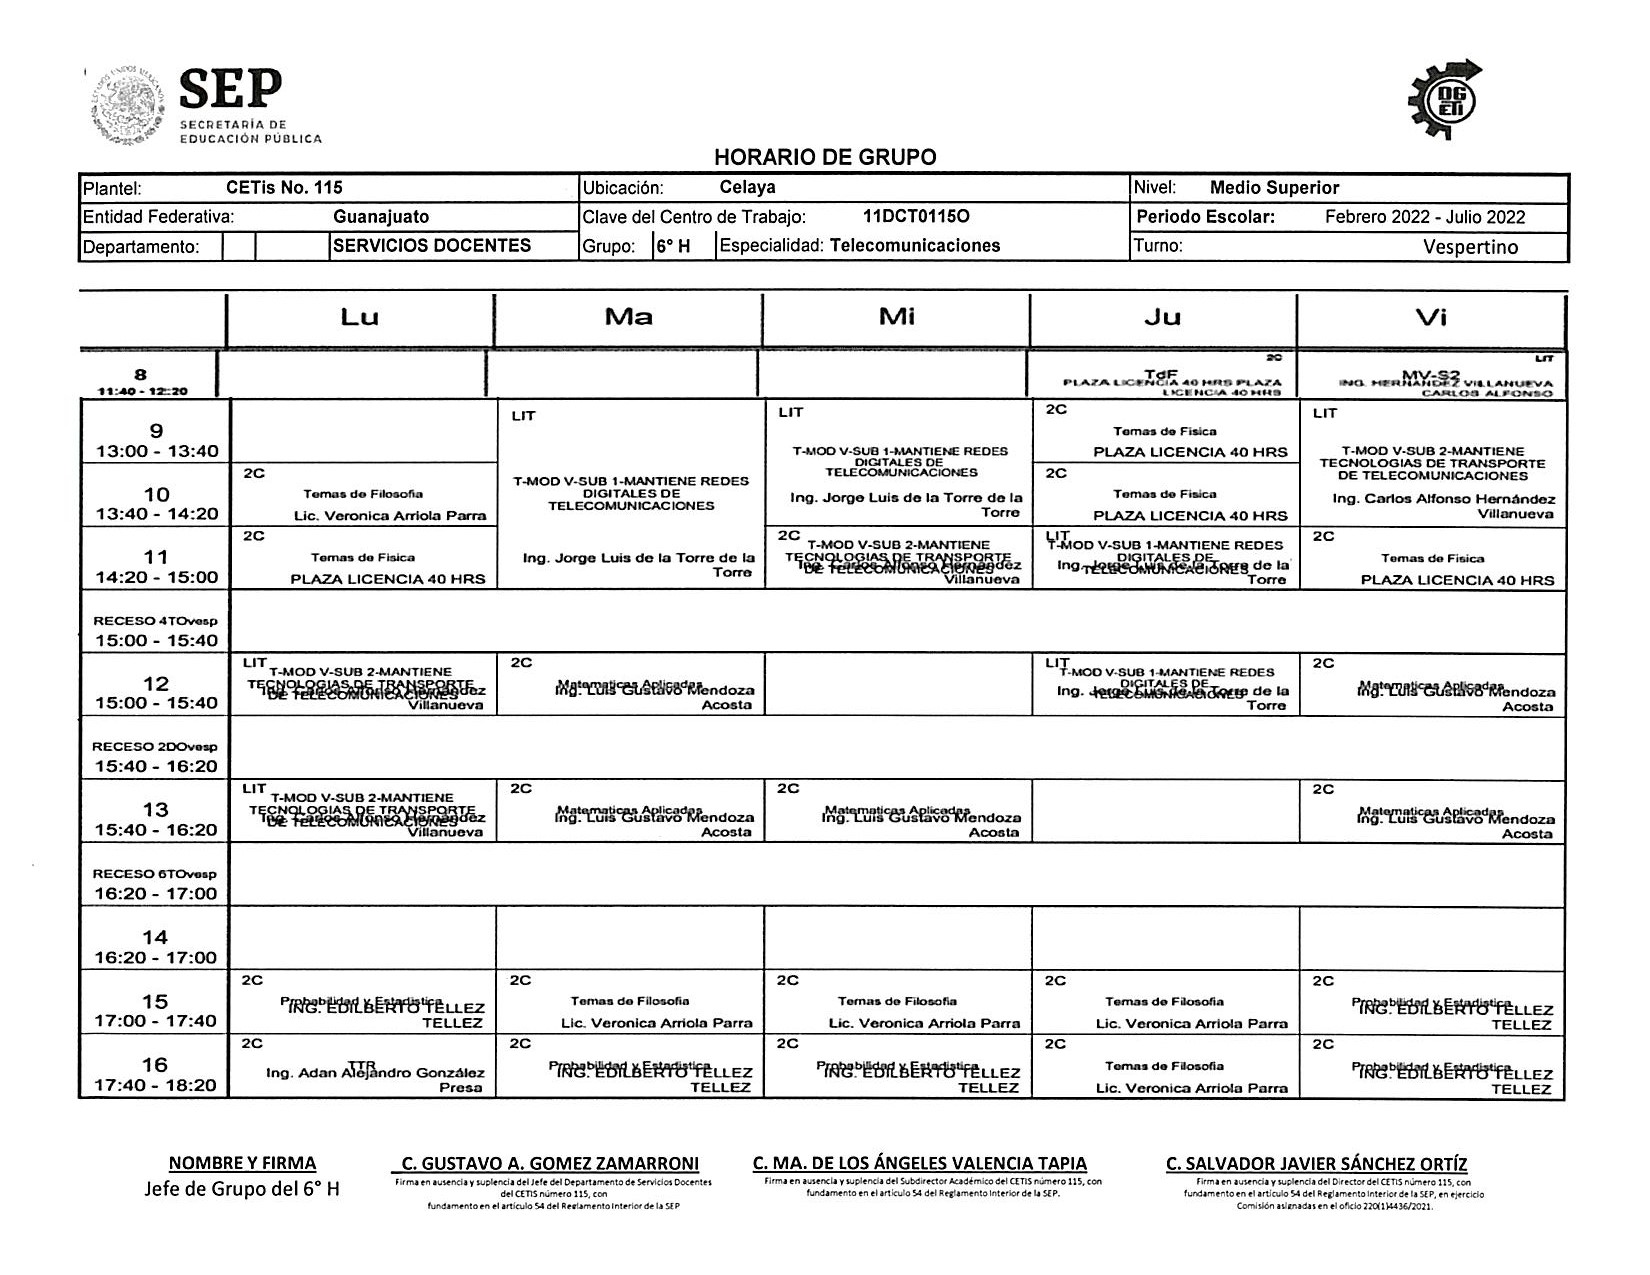 SEP
SECRETARÍA DE
EDUCACIÓN PÚBLICA
DG
ETI
HORARIO DE GRUPO
Plantel: CETis No. 115 Ubicación: Celaya Nivel: Medio Superior
Entidad Federativa: Guanajuato Clave del Centro de Trabajo: 11DCT0115O Periodo Escolar: Febrero 2022 - Julio 2022
Departamento: SERVICIOS DOCENTES Grupo: 6° H Especialidad: Telecomunicaciones Turno: Vespertino
Lu Ma Mi Ju Vi
8
11:40 - 12:20
2C
TdF
PLAZA LICENCIA 40 HRS PLAZA
LICENCIA 40 HRS
LIT
MV-S2
ING. HERNANDEZ VILLANUEVA
CARLOS ALFONSO
9
13:00 - 13:40
LIT
T-MOD V-SUB 1-MANTIENE REDES
DIGITALES DE
TELECOMUNICACIONES
Ing. Jorge Luis de la Torre de la
Torre
LIT
T-MOD V-SUB 1-MANTIENE REDES
DIGITALES DE
TELECOMUNICACIONES
Ing. Jorge Luis de la Torre de la
Torre
2C
Temas de Fisica
PLAZA LICENCIA 40 HRS
LIT
T-MOD V-SUB 2-MANTIENE
TECNOLOGIAS DE TRANSPORTE
DE TELECOMUNICACIONES
Ing. Carlos Alfonso Hernández
Villanueva
10
13:40 - 14:20
2C
Temas de Filosofia
Lic. Veronica Arriola Parra
2C
Temas de Fisica
PLAZA LICENCIA 40 HRS
11
14:20 - 15:00
2C
Temas de Fisica
PLAZA LICENCIA 40 HRS
2C
T-MOD V-SUB 2-MANTIENE
TECNOLOGIAS DE TRANSPORTE
DE TELECOMUNICACIONES
Ing. Carlos Alfonso Hernández
Villanueva
LIT
T-MOD V-SUB 1-MANTIENE REDES
DIGITALES DE
TELECOMUNICACIONES
Ing. Jorge Luis de la Torre de la
Torre
2C
Temas de Fisica
PLAZA LICENCIA 40 HRS
RECESO 4TOvesp
15:00 - 15:40
12
15:00 - 15:40
LIT
T-MOD V-SUB 2-MANTIENE
TECNOLOGIAS DE TRANSPORTE
DE TELECOMUNICACIONES
Ing. Carlos Alfonso Hernández
Villanueva
2C
Matematicas Aplicadas
Ing. Luis Gustavo Mendoza
Acosta
LIT
T-MOD V-SUB 1-MANTIENE REDES
DIGITALES DE
TELECOMUNICACIONES
Ing. Jorge Luis de la Torre de la
Torre
2C
Matematicas Aplicadas
Ing. Luis Gustavo Mendoza
Acosta
RECESO 2DOvesp
15:40 - 16:20
13
15:40 - 16:20
LIT
T-MOD V-SUB 2-MANTIENE
TECNOLOGIAS DE TRANSPORTE
DE TELECOMUNICACIONES
Ing. Carlos Alfonso Hernández
Villanueva
2C
Matematicas Aplicadas
Ing. Luis Gustavo Mendoza
Acosta
2C
Matematicas Aplicadas
Ing. Luis Gustavo Mendoza
Acosta
2C
Matematicas Aplicadas
Ing. Luis Gustavo Mendoza
Acosta
RECESO 6TOvesp
16:20 - 17:00
14
16:20 - 17:00
15
17:00 - 17:40
2C
Probabilidad y Estadistica
ING. EDILBERTO TELLEZ
TELLEZ
2C
Temas de Filosofia
Lic. Veronica Arriola Parra
2C
Temas de Filosofia
Lic. Veronica Arriola Parra
2C
Temas de Filosofia
Lic. Veronica Arriola Parra
2C
Probabilidad y Estadistica
ING. EDILBERTO TELLEZ
TELLEZ
16
17:40 - 18:20
2C
TTR
Ing. Adan Alejandro González
Presa
2C
Probabilidad y Estadistica
ING. EDILBERTO TELLEZ
TELLEZ
2C
Probabilidad y Estadistica
ING. EDILBERTO TELLEZ
TELLEZ
2C
Temas de Filosofia
Lic. Veronica Arriola Parra
2C
Probabilidad y Estadistica
ING. EDILBERTO TELLEZ
TELLEZ
NOMBRE Y FIRMA
Jefe de Grupo del 6° H
C. GUSTAVO A. GOMEZ ZAMARRONI
Firma en ausencia y suplencia del Jefe del Departamento de Servicios Docentes
del CETIS número 115, con
fundamento en el artículo 54 del Reglamento Interior de la SEP
C. MA. DE LOS ÁNGELES VALENCIA TAPIA
Firma en ausencia y suplencia del Subdirector Académico del CETIS número 115, con
fundamento en el artículo 54 del Reglamento Interior de la SEP.
C. SALVADOR JAVIER SÁNCHEZ ORTÍZ
Firma en ausencia y suplencia del Director del CETIS número 115, con
fundamento en el artículo 54 del Reglamento Interior de la SEP, en ejercicio
Comisión asignadas en el oficio 220(1)4436/2021.